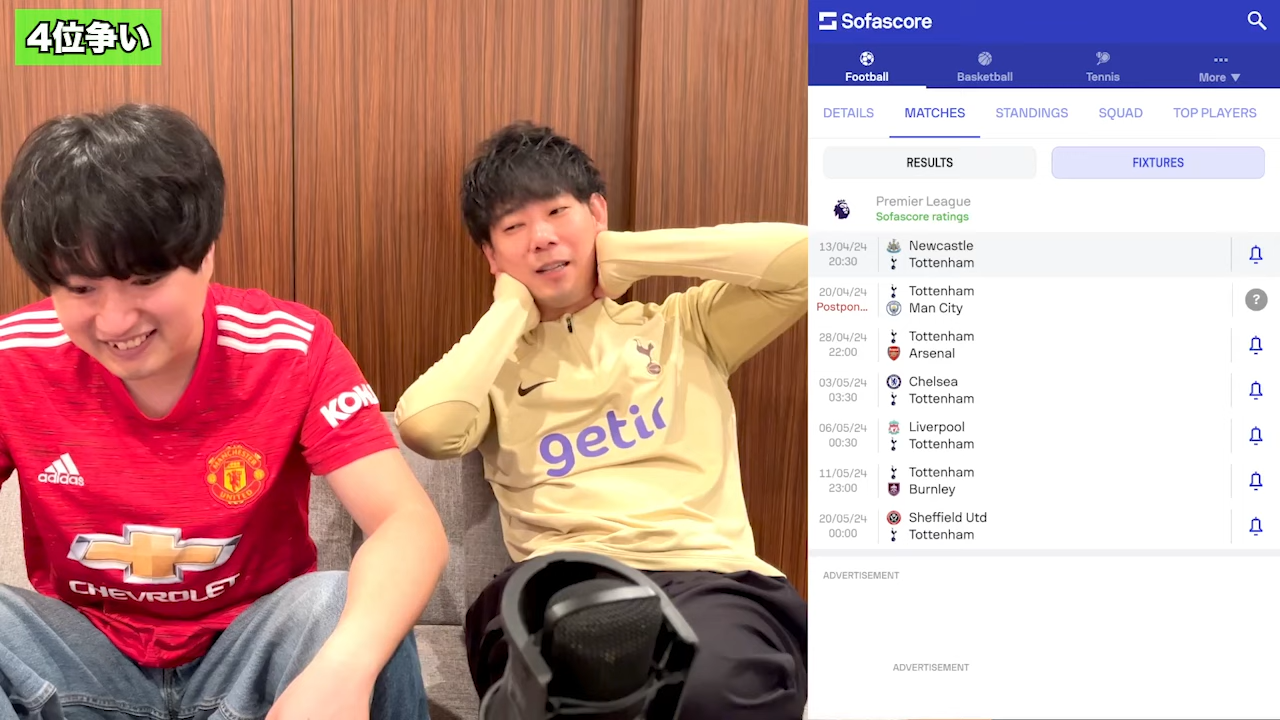 4位争い
Sofascore
Football
Basketball
Tennis
More ▼
DETAILS
MATCHES
STANDINGS
SQUAD
TOP PLAYERS
RESULTS
FIXTURES
Premier League
Sofascore ratings
13/04/24
20:30
Newcastle
Tottenham
20/04/24
Postpon...
Tottenham
Man City
?
28/04/24
22:00
Tottenham
Arsenal
03/05/24
03:30
Chelsea
Tottenham
06/05/24
00:30
Liverpool
Tottenham
11/05/24
23:00
Tottenham
Burnley
20/05/24
00:00
Sheffield Utd
Tottenham
ADVERTISEMENT
ADVERTISEMENT
adidas
MANCHESTER
UNITED
CHEVROLET
getir